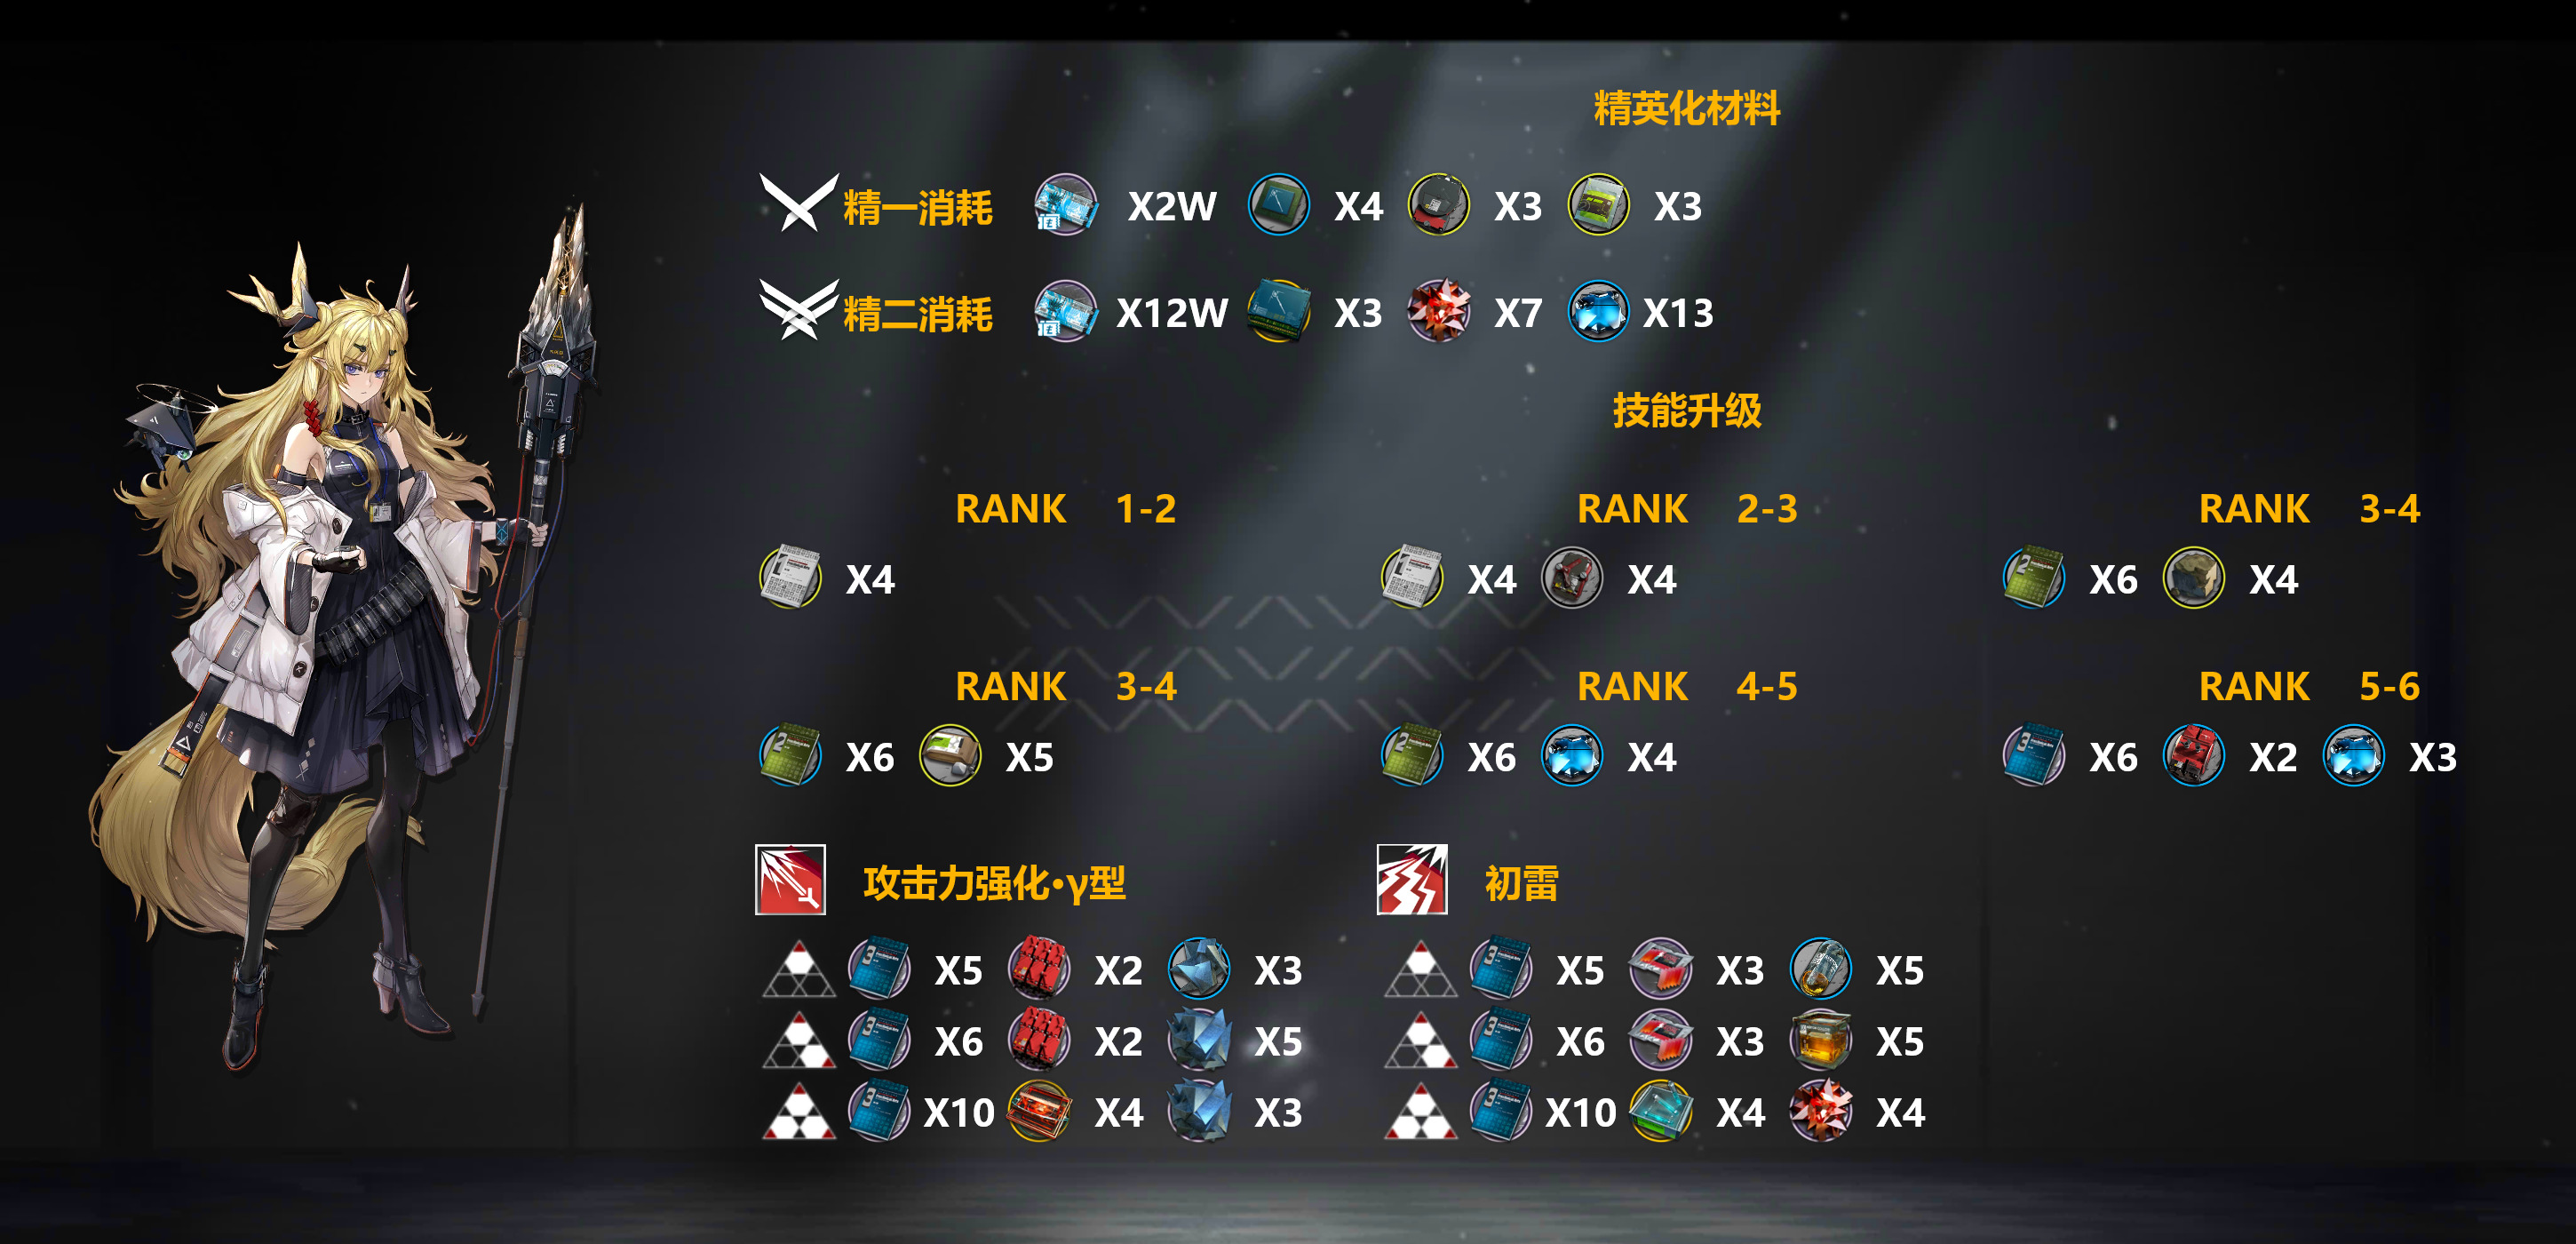 精英化材料
精一消耗 X2W X4 X3 X3
精二消耗 X12W X3 X7 X13
技能升级
RANK 1-2 RANK 2-3 RANK 3-4
X4 X4 X4 X6 X4
RANK 3-4 RANK 4-5 RANK 5-6
X6 X5 X6 X4 X6 X2 X3
攻击力强化·γ型 初雷
X5 X2 X3 X5 X3 X5
X6 X2 X5 X6 X3 X5
X10 X4 X3 X10 X4 X4